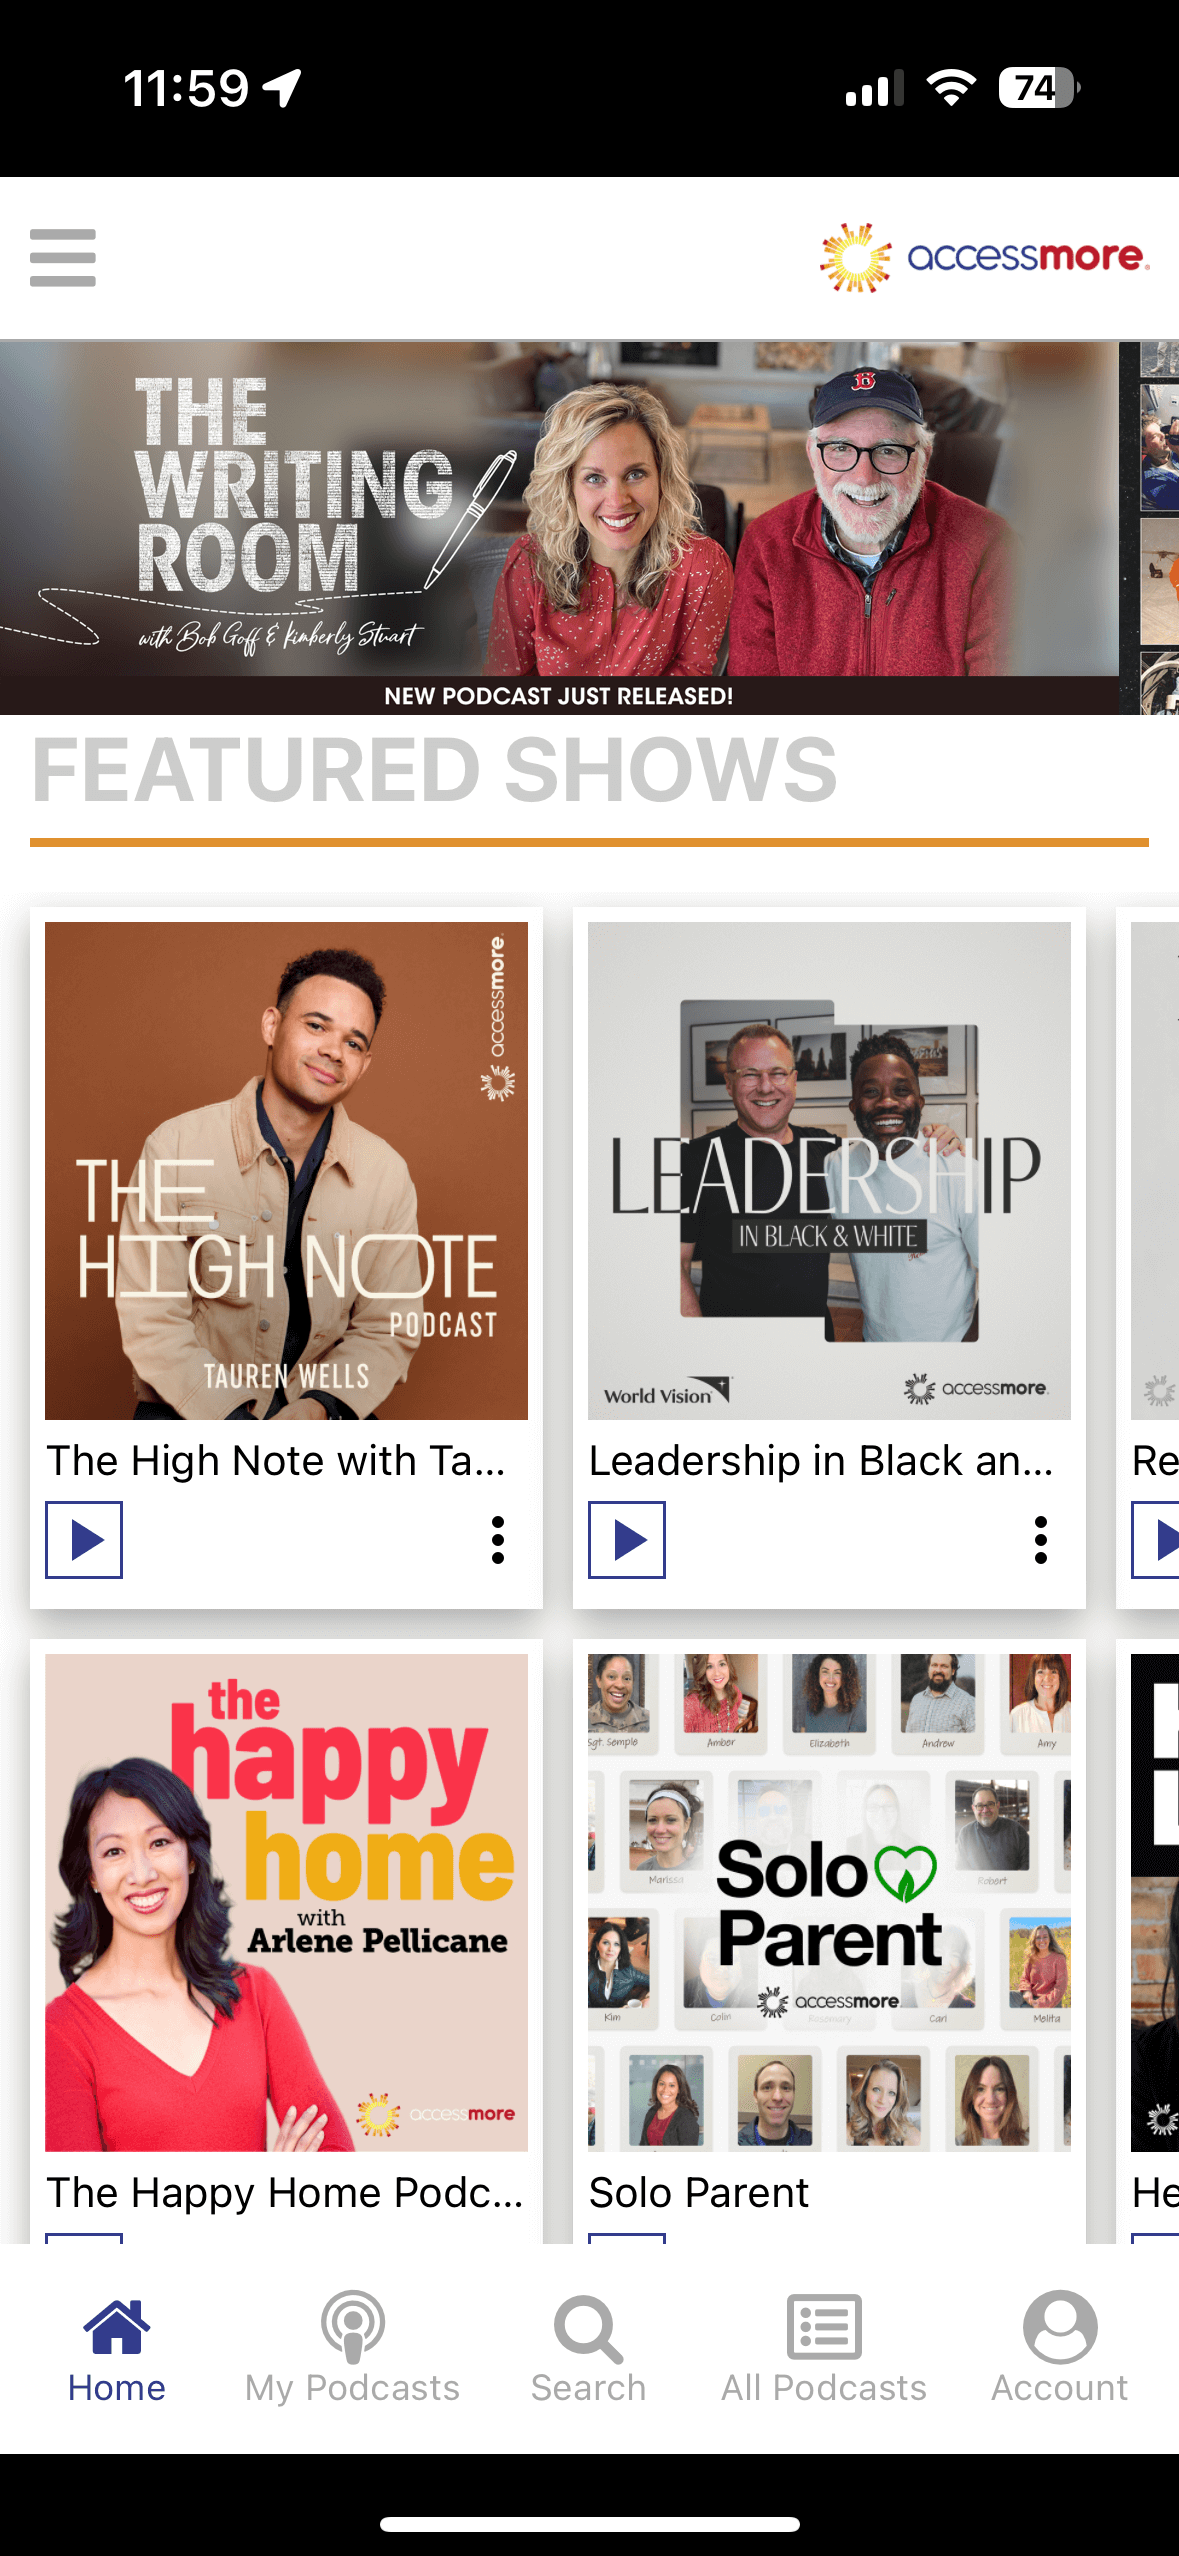 11:59
74
accessmore.
THE
WRITING
ROOM
with Bob Goff & Kimberly Stuart
NEW PODCAST JUST RELEASED!
FEATURED SHOWS
accessmore.
THE
HIGH NOTE
PODCAST
TAUREN WELLS
LEADERSHIP
IN BLACK & WHITE
World Vision
accessmore.
The High Note with Ta...
Leadership in Black an...
Re
the
happy
home
with
Arlene Pellicane
accessmore
Sgt. Semple
Amber
Elizabeth
Andrew
Amy
Marissa
Robert
Solo
Parent
accessmore.
Kim
Colin
Rosemary
Carl
Melita
The Happy Home Podc...
Solo Parent
He
Home
My Podcasts
Search
All Podcasts
Account